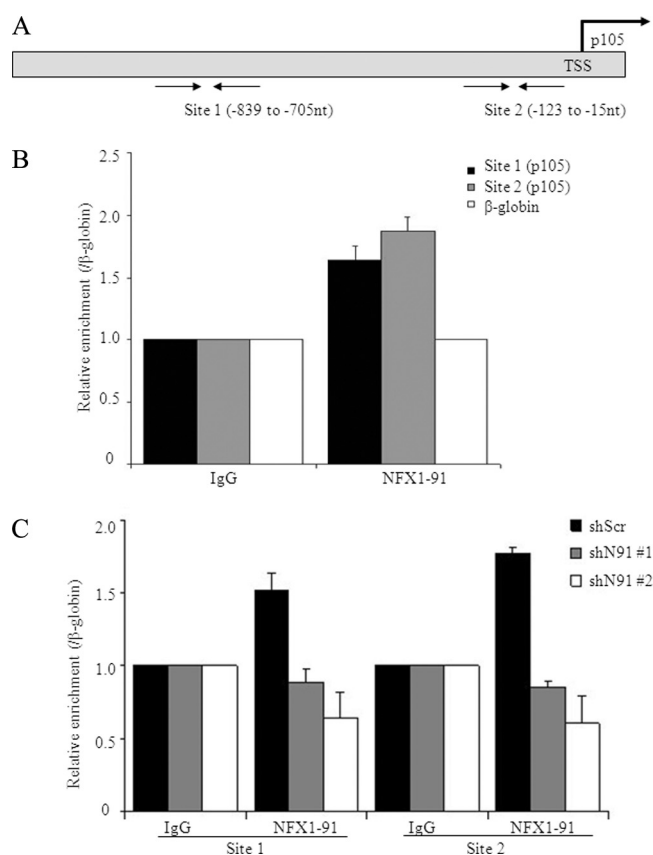 A
p105
TSS
Site 1 (-839 to -705nt)
Site 2 (-123 to -15nt)
B
Relative enrichment (/β-globin)
2.5
2.0
1.5
1.0
0.5
0
Site 1 (p105)
Site 2 (p105)
β-globin
IgG
NFX1-91
C
Relative enrichment (/β-globin)
2.0
1.5
1.0
0.5
0
shScr
shN91 #1
shN91 #2
IgG
NFX1-91
IgG
NFX1-91
Site 1
Site 2